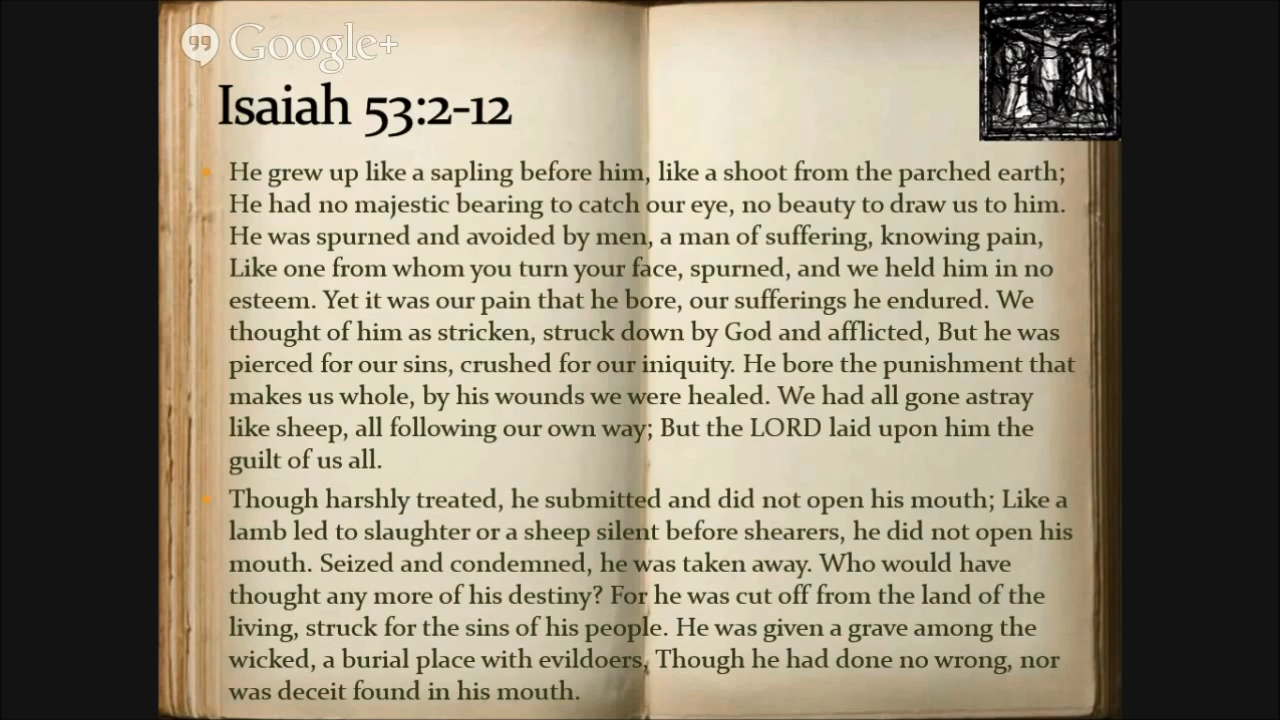 Google+
Isaiah 53:2-12
He grew up like a sapling before him, like a shoot from the parched earth;
He had no majestic bearing to catch our eye, no beauty to draw us to him.
He was spurned and avoided by men, a man of suffering, knowing pain,
Like one from whom you turn your face, spurned, and we held him in no
esteem. Yet it was our pain that he bore, our sufferings he endured. We
thought of him as stricken, struck down by God and afflicted, But he was
pierced for our sins, crushed for our iniquity. He bore the punishment that
makes us whole, by his wounds we were healed. We had all gone astray
like sheep, all following our own way; But the LORD laid upon him the
guilt of us all.
Though harshly treated, he submitted and did not open his mouth; Like a
lamb led to slaughter or a sheep silent before shearers, he did not open his
mouth. Seized and condemned, he was taken away. Who would have
thought any more of his destiny? For he was cut off from the land of the
living, struck for the sins of his people. He was given a grave among the
wicked, a burial place with evildoers, Though he had done no wrong, nor
was deceit found in his mouth.